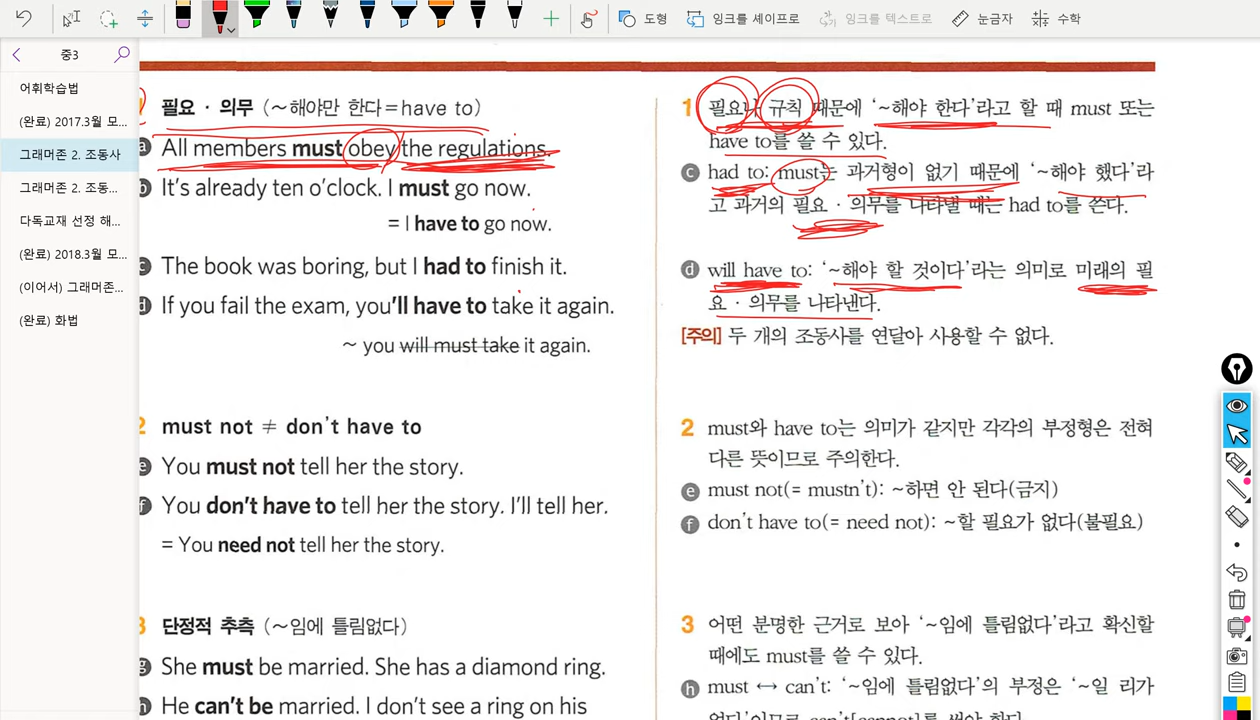 도형
잉크를 셰이프로
잉크를 텍스트로
눈금자
수학
중3
어휘학습법
(완료) 2017.3월 모...
그래머존 2. 조동사
그래머존 2. 조동...
다독교재 선정 해...
(완료) 2018.3월 모...
(이어서) 그래머존...
(완료) 화법
필요 · 의무 (~해야만 한다=have to)
a All members must obey the regulations.
b It's already ten o'clock. I must go now.
= I have to go now.
c The book was boring, but I had to finish it.
d If you fail the exam, you'll have to take it again.
~ you will must take it again.
2 must not ≠ don't have to
e You must not tell her the story.
f You don't have to tell her the story. I'll tell her.
= You need not tell her the story.
3 단정적 추측 (~임에 틀림없다)
g She must be married. She has a diamond ring.
h He can't be married. I don't see a ring on his
1 필요나 규칙 때문에 '~해야 한다'라고 할 때 must 또는
have to를 쓸 수 있다.
c had to: must는 과거형이 없기 때문에 '~해야 했다'라
고 과거의 필요 · 의무를 나타낼 때는 had to를 쓴다.
d will have to: '~해야 할 것이다'라는 의미로 미래의 필
요 · 의무를 나타낸다.
[주의] 두 개의 조동사를 연달아 사용할 수 없다.
2 must와 have to는 의미가 같지만 각각의 부정형은 전혀
다른 뜻이므로 주의한다.
e must not(= mustn't): ~하면 안 된다(금지)
f don't have to(= need not): ~할 필요가 없다(불필요)
3 어떤 분명한 근거로 보아 '~임에 틀림없다'라고 확신할
때에도 must를 쓸 수 있다.
h must ↔ can't: '~임에 틀림없다'의 부정은 '~일 리가
없다'이므로 can't[cannot]를 써야 한다.